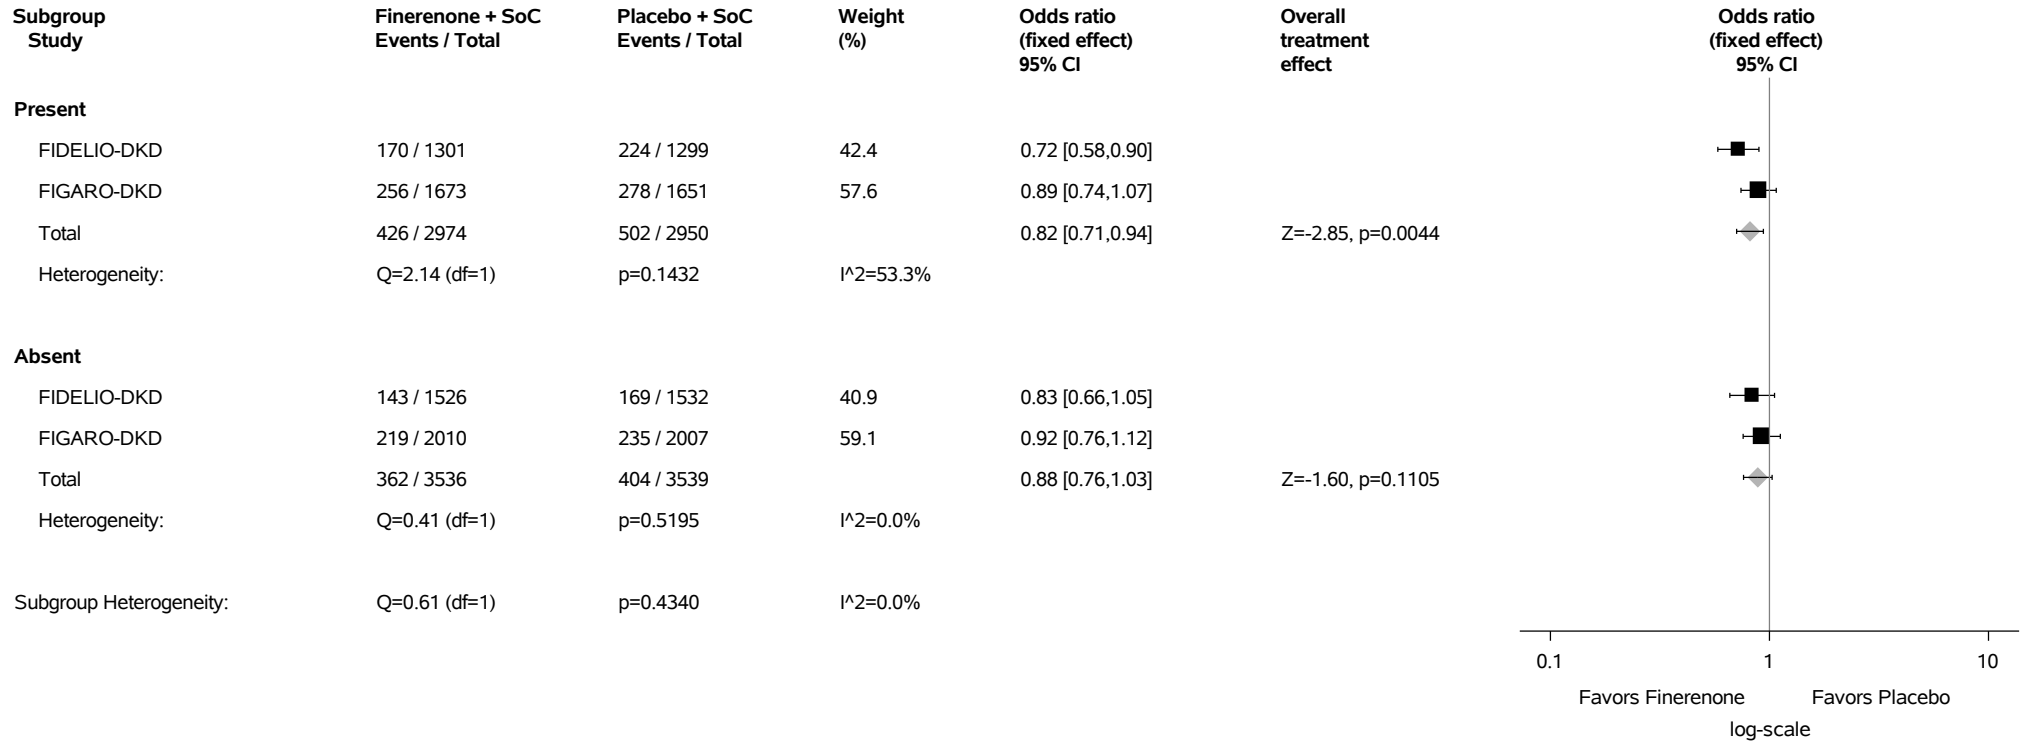 Subgroup Finerenone + SoC Placebo + SoC Weight Odds ratio Overall Odds ratio
Study Events / Total Events / Total (%) (fixed effect) treatment (fixed effect)
95% CI effect 95% CI
Present
FIDELIO-DKD 170 / 1301 224 / 1299 42.4 0.72 [0.58,0.90]
FIGARO-DKD 256 / 1673 278 / 1651 57.6 0.89 [0.74,1.07]
Total 426 / 2974 502 / 2950 0.82 [0.71,0.94] Z=-2.85, p=0.0044
Heterogeneity: Q=2.14 (df=1) p=0.1432 I^2=53.3%
Absent
FIDELIO-DKD 143 / 1526 169 / 1532 40.9 0.83 [0.66,1.05]
FIGARO-DKD 219 / 2010 235 / 2007 59.1 0.92 [0.76,1.12]
Total 362 / 3536 404 / 3539 0.88 [0.76,1.03] Z=-1.60, p=0.1105
Heterogeneity: Q=0.41 (df=1) p=0.5195 I^2=0.0%
Subgroup Heterogeneity: Q=0.61 (df=1) p=0.4340 I^2=0.0%
0.1 1 10
Favors Finerenone Favors Placebo
log-scale